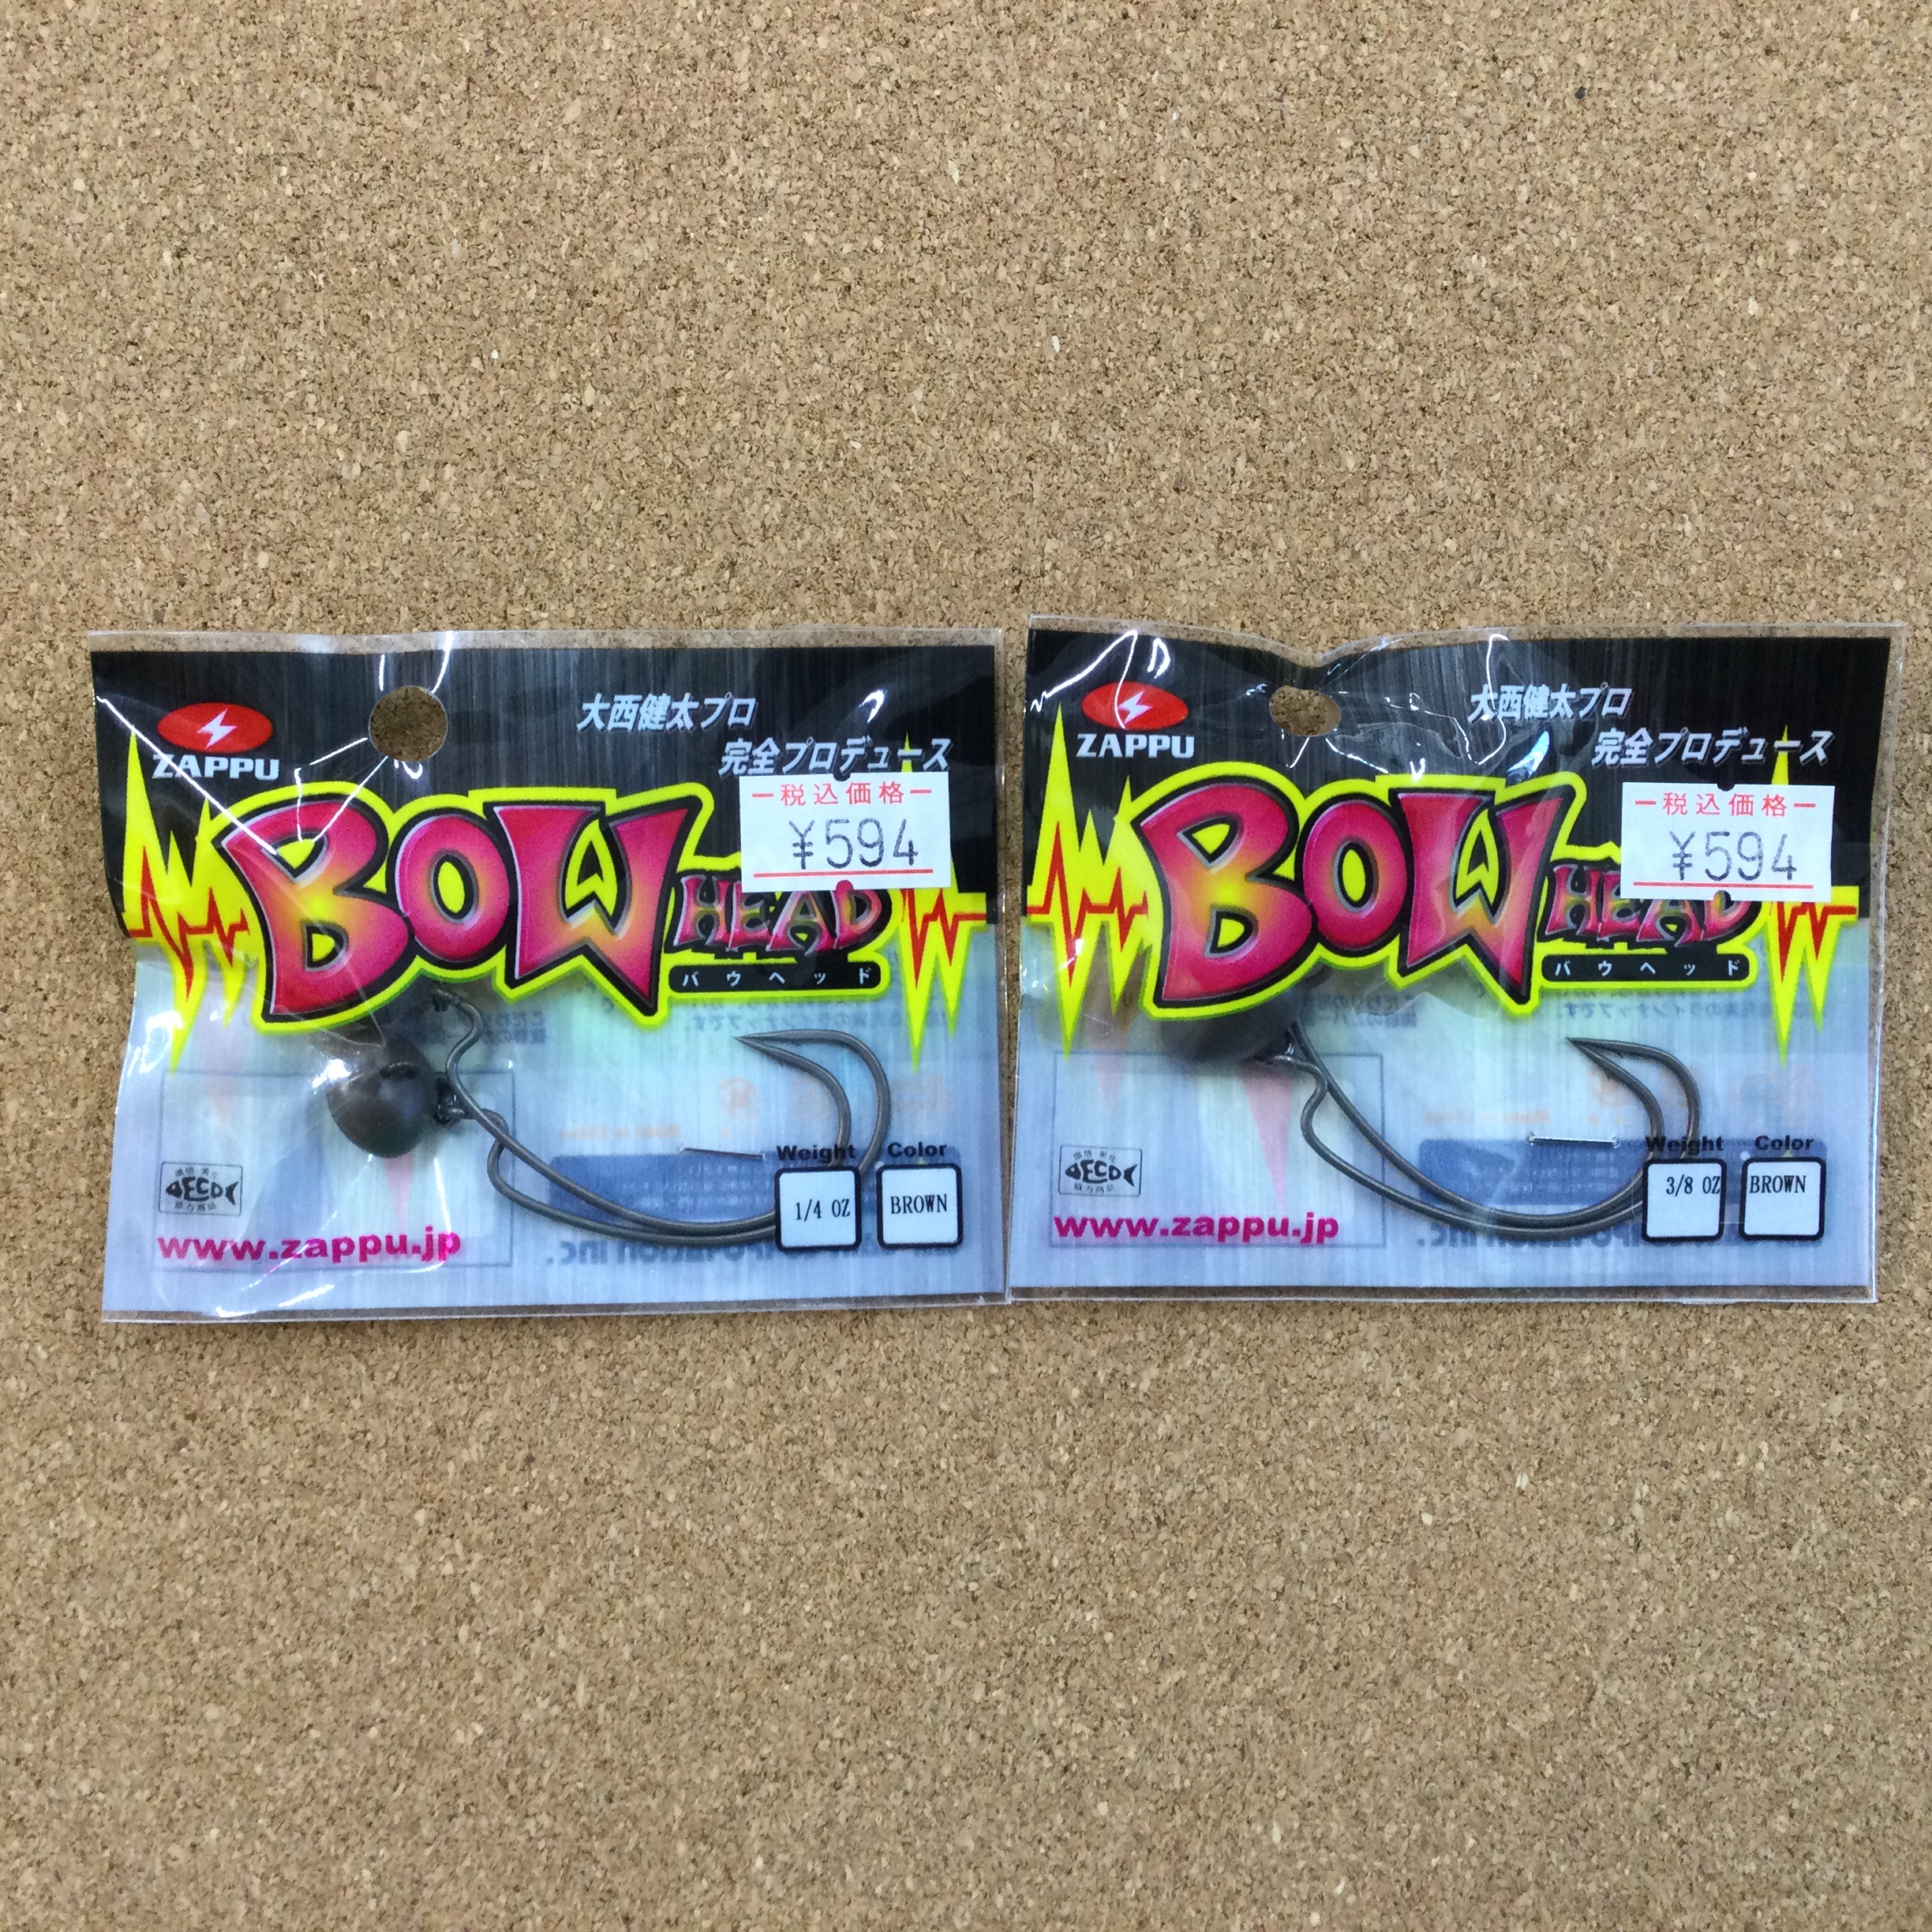 ZAPPU
大西健太プロ
完全プロデュース
税込価格
¥594
BOW
HEAD
バウヘッド
Weight Color
1/4 OZ BROWN
ECO
www.zappu.jp
ZAPPU
大西健太プロ
完全プロデュース
税込価格
¥594
BOW
HEAD
バウヘッド
Weight Color
3/8 OZ BROWN
ECO
www.zappu.jp